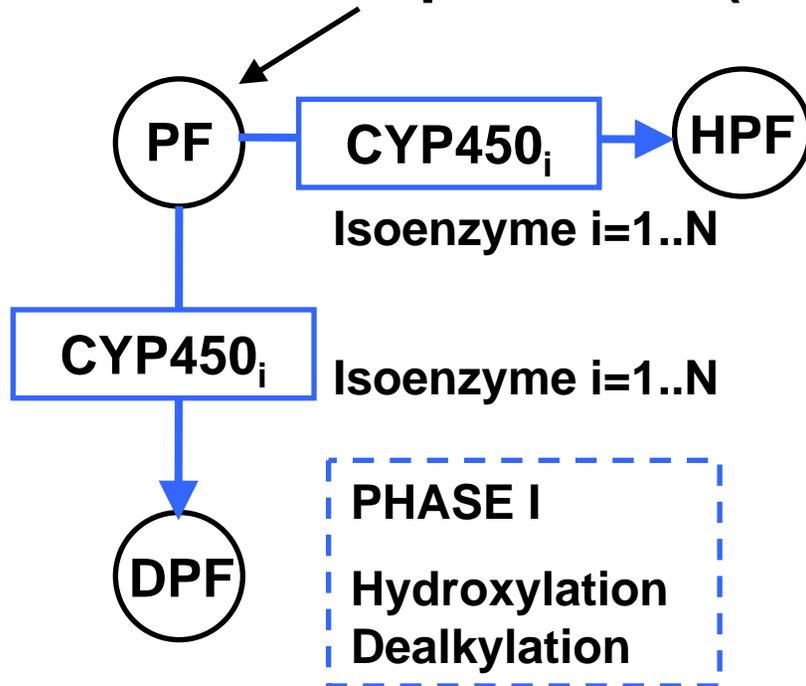 PF
CYP450i
HPF
Isoenzyme i=1..N
CYP450i
Isoenzyme i=1..N
DPF
PHASE I
Hydroxylation
Dealkylation